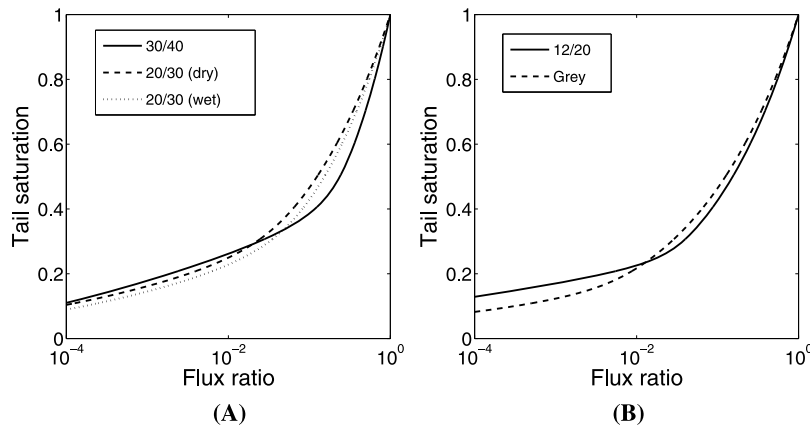 30/40
20/30 (dry)
20/30 (wet)
Tail saturation
1
0.8
0.6
0.4
0.2
0
10⁻⁴
10⁻²
10⁰
Flux ratio
(A)
12/20
Grey
Tail saturation
1
0.8
0.6
0.4
0.2
0
10⁻⁴
10⁻²
10⁰
Flux ratio
(B)